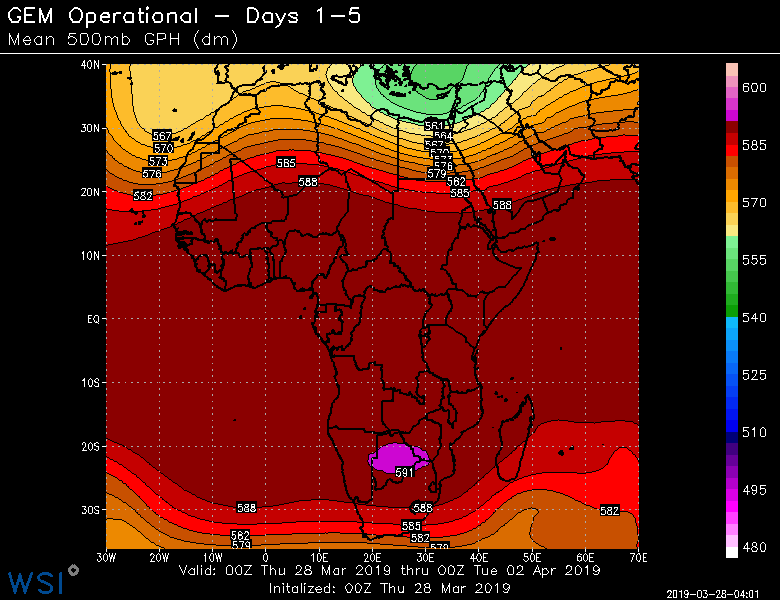 GEM Operational - Days 1-5
Mean 500mb GPH (dm)
40N
30N
20N
10N
EQ
10S
20S
30S
561
564
567
567
570
570
573
573
576
576
579
582
582
585
585
588
588
591
588
588
585
582
582
582
579
579
30W
20W
10W
0
10E
20E
30E
40E
50E
60E
70E
600
585
570
555
540
525
510
495
480
Valid: 00Z Thu 28 Mar 2019 thru 00Z Tue 02 Apr 2019
Initalized: 00Z Thu 28 Mar 2019
WSI
2019-03-28-04:01